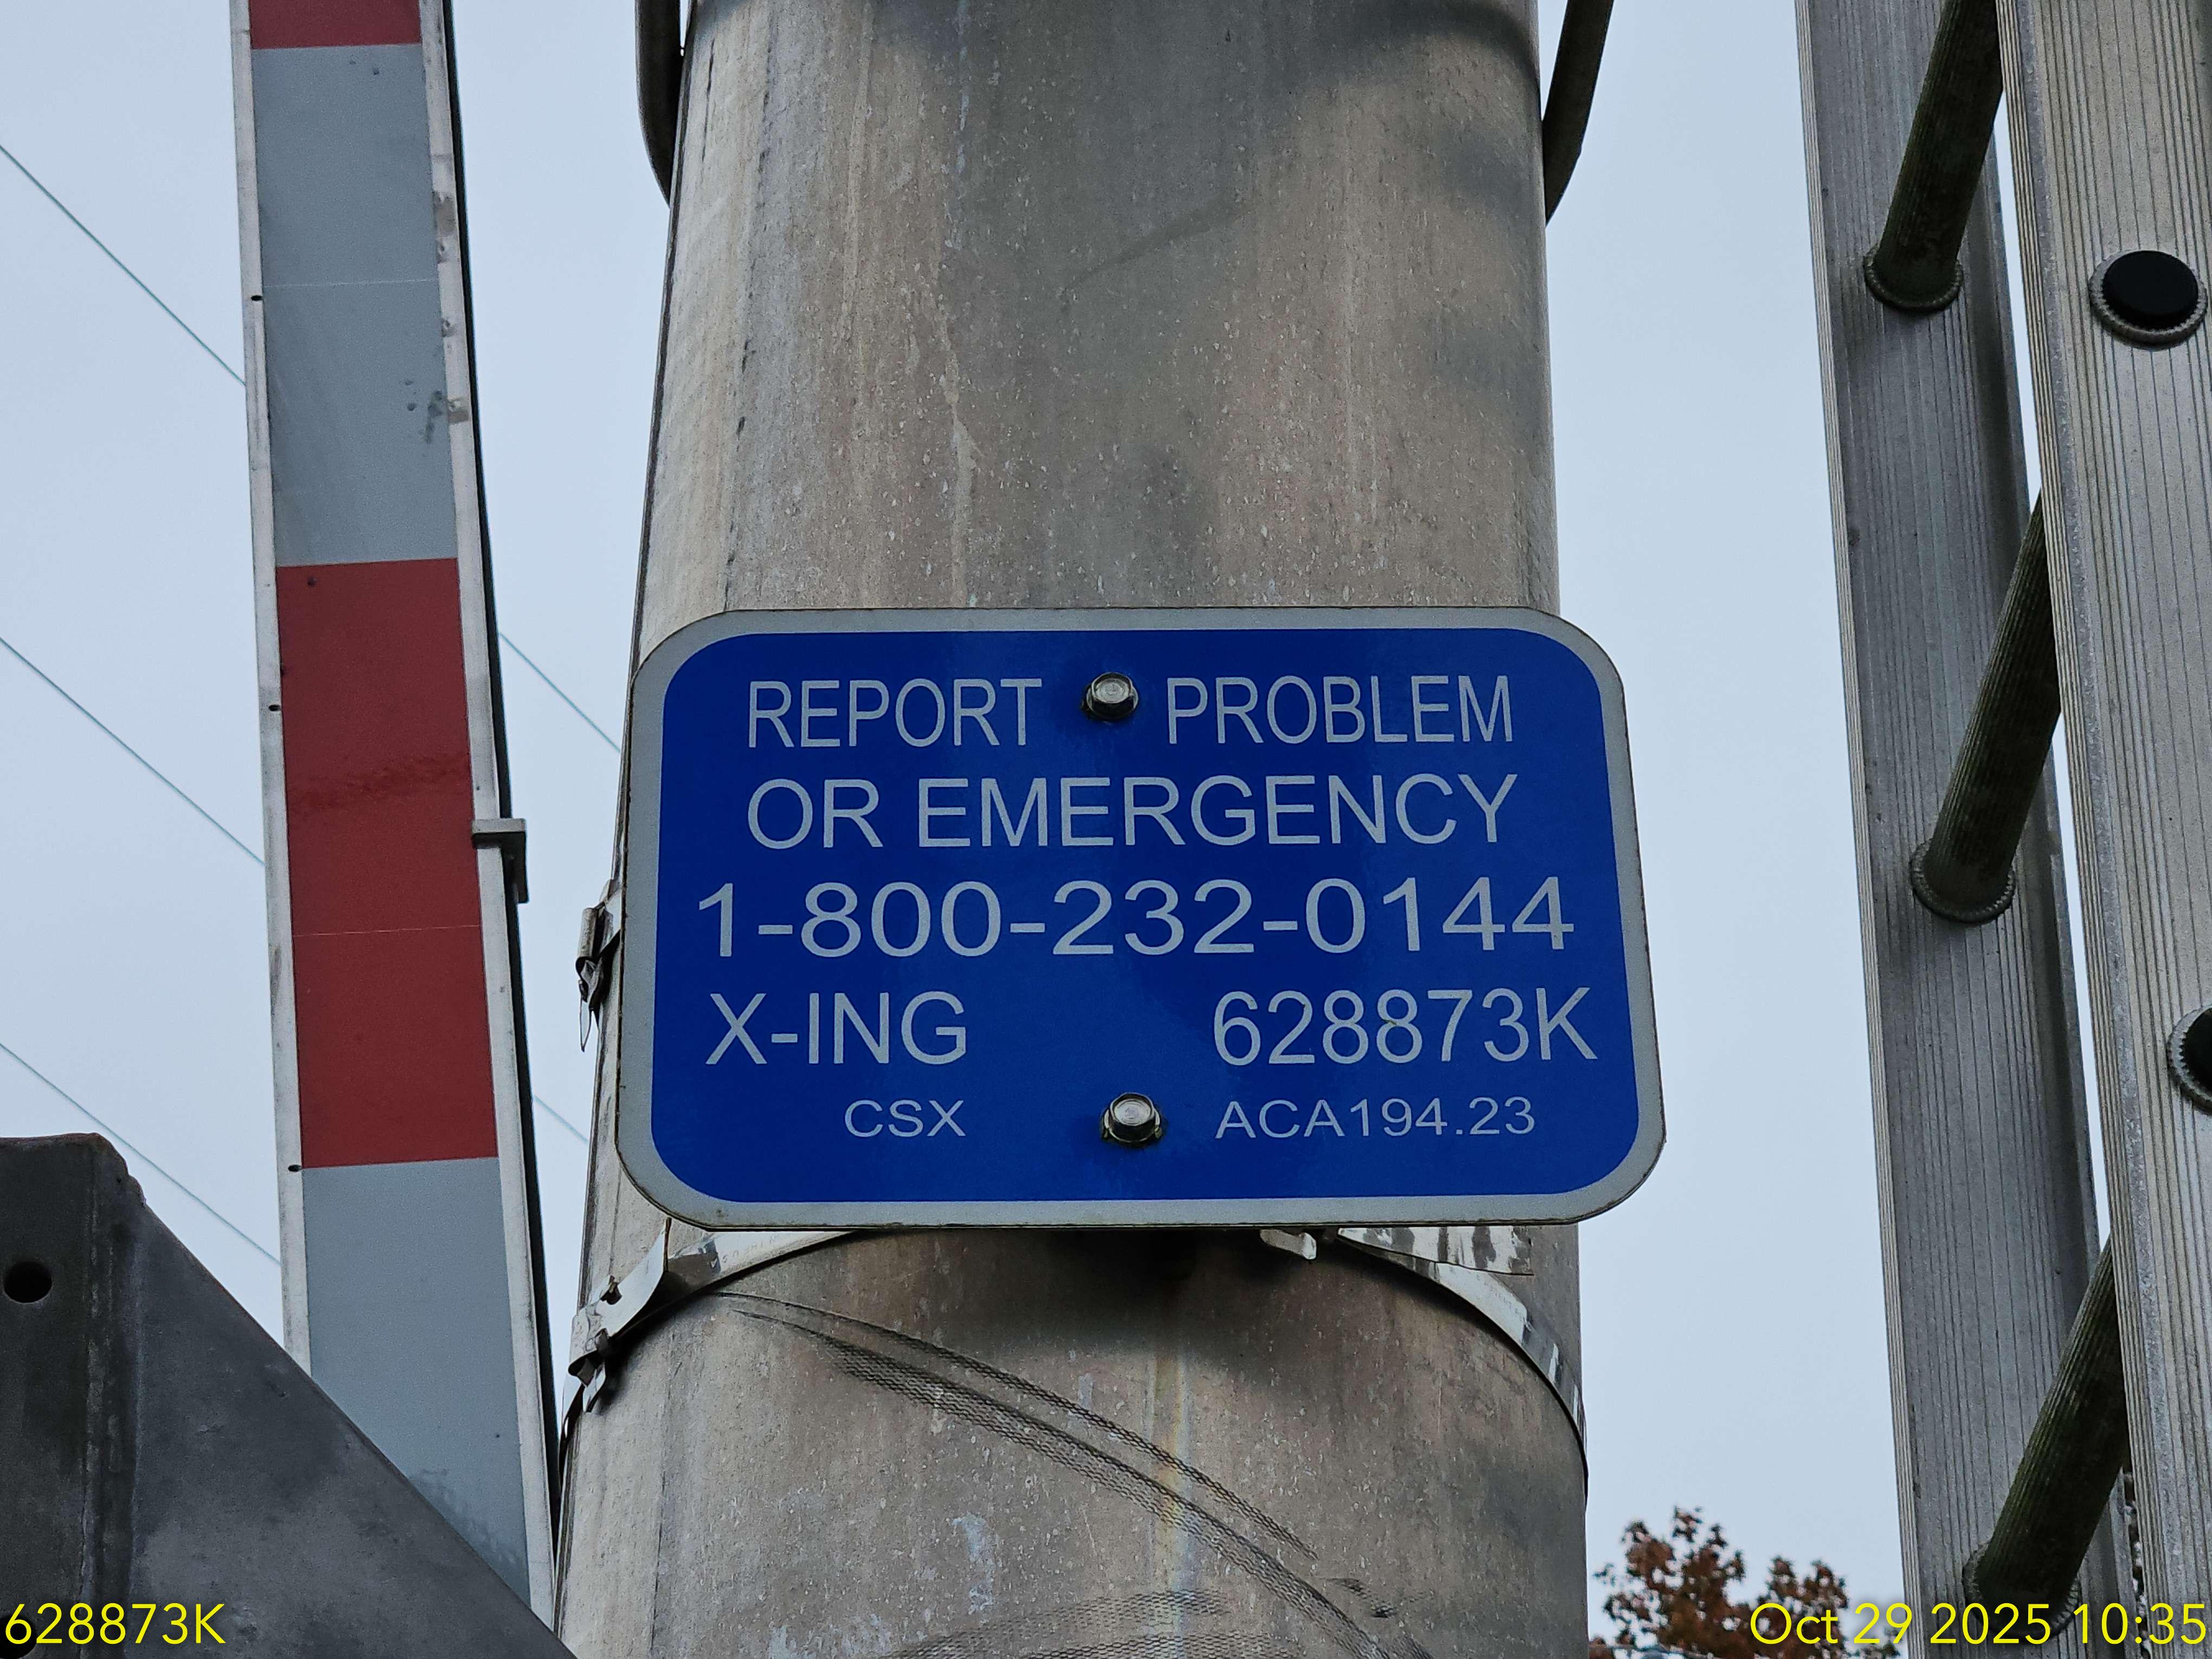 REPORT PROBLEM
OR EMERGENCY
1-800-232-0144
X-ING 628873K
CSX ACA194.23
628873K
Oct 29 2025 10:35